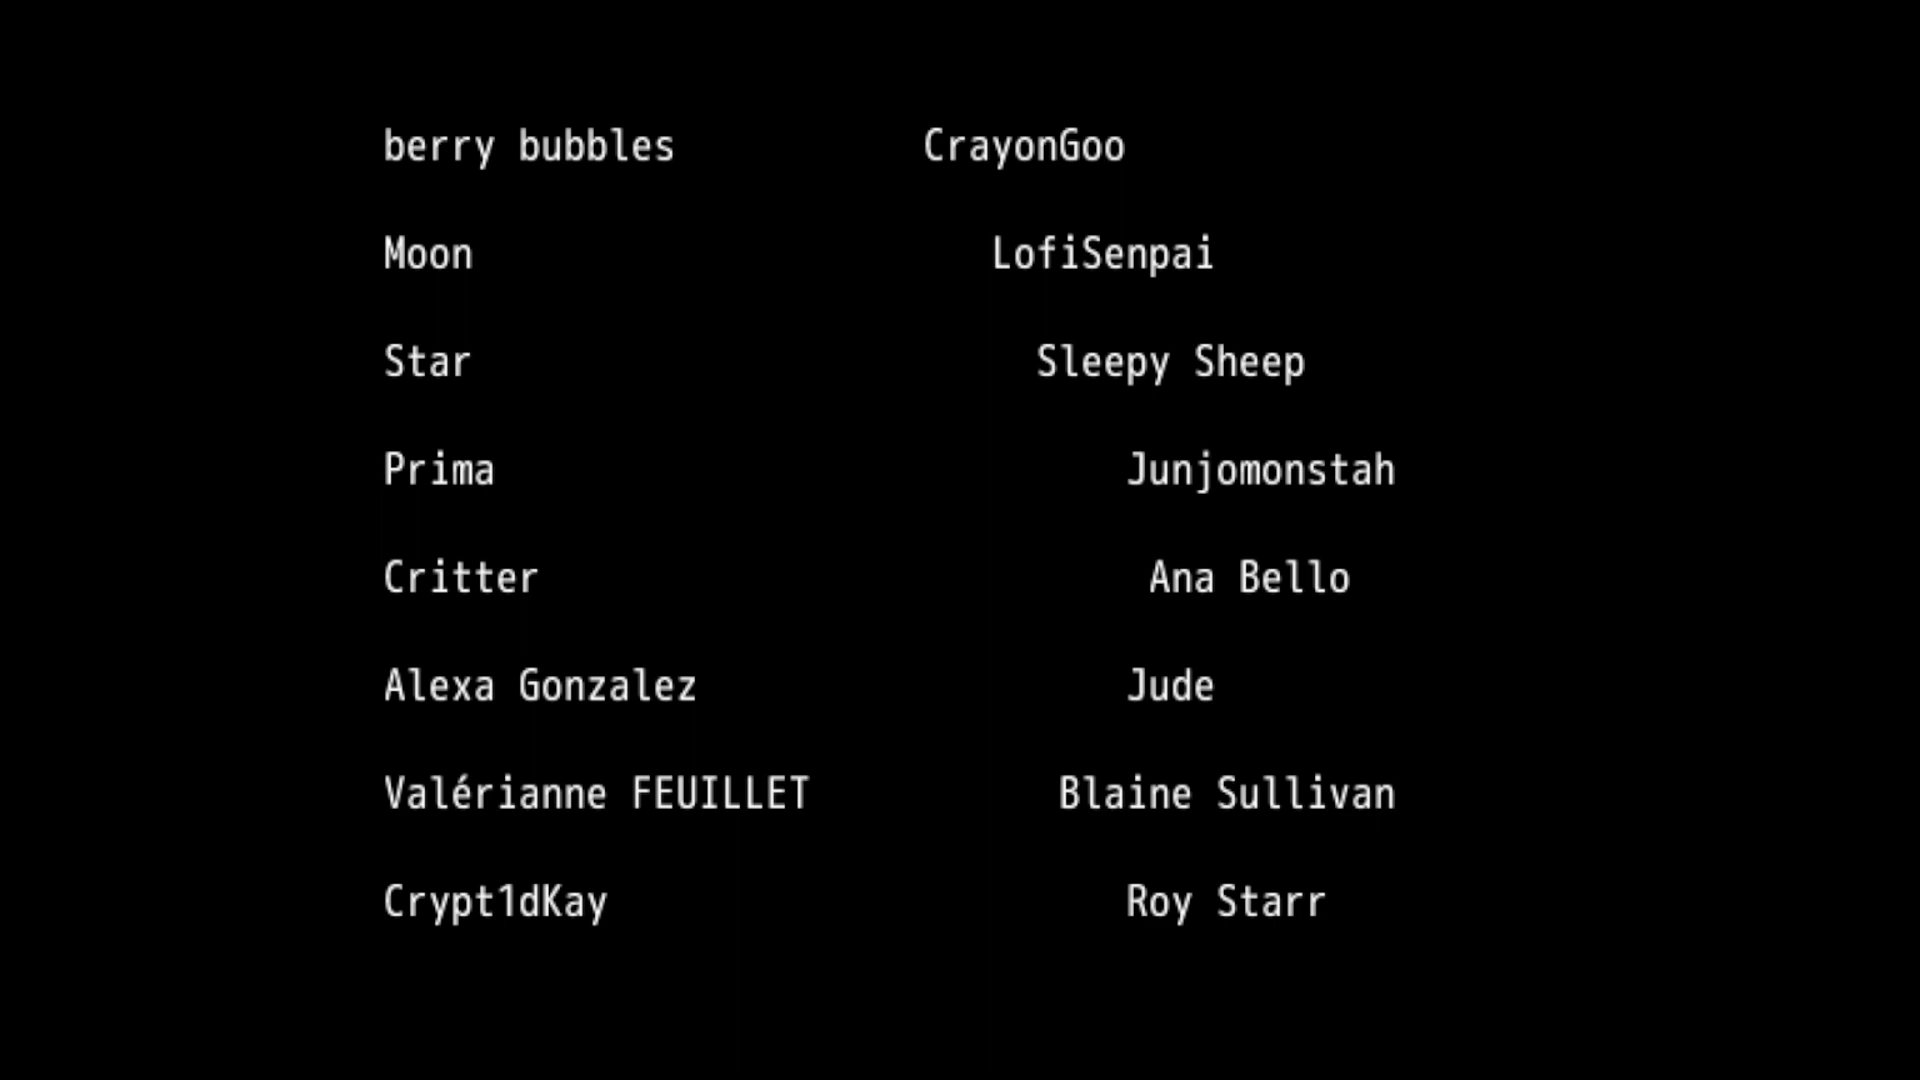 berry bubbles CrayonGoo
Moon LofiSenpai
Star Sleepy Sheep
Prima Junjomonstah
Critter Ana Bello
Alexa Gonzalez Jude
Valérianne FEUILLET Blaine Sullivan
Crypt1dKay Roy Starr